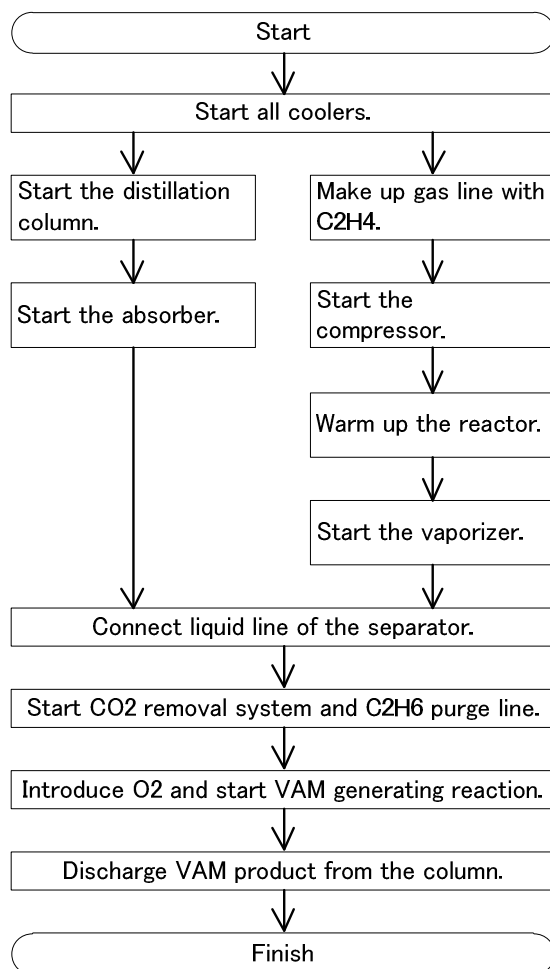 Start
Start all coolers.
Start the distillation
column.
Start the absorber.
Make up gas line with
C2H4.
Start the
compressor.
Warm up the reactor.
Start the vaporizer.
Connect liquid line of the separator.
Start CO2 removal system and C2H6 purge line.
Introduce O2 and start VAM generating reaction.
Discharge VAM product from the column.
Finish